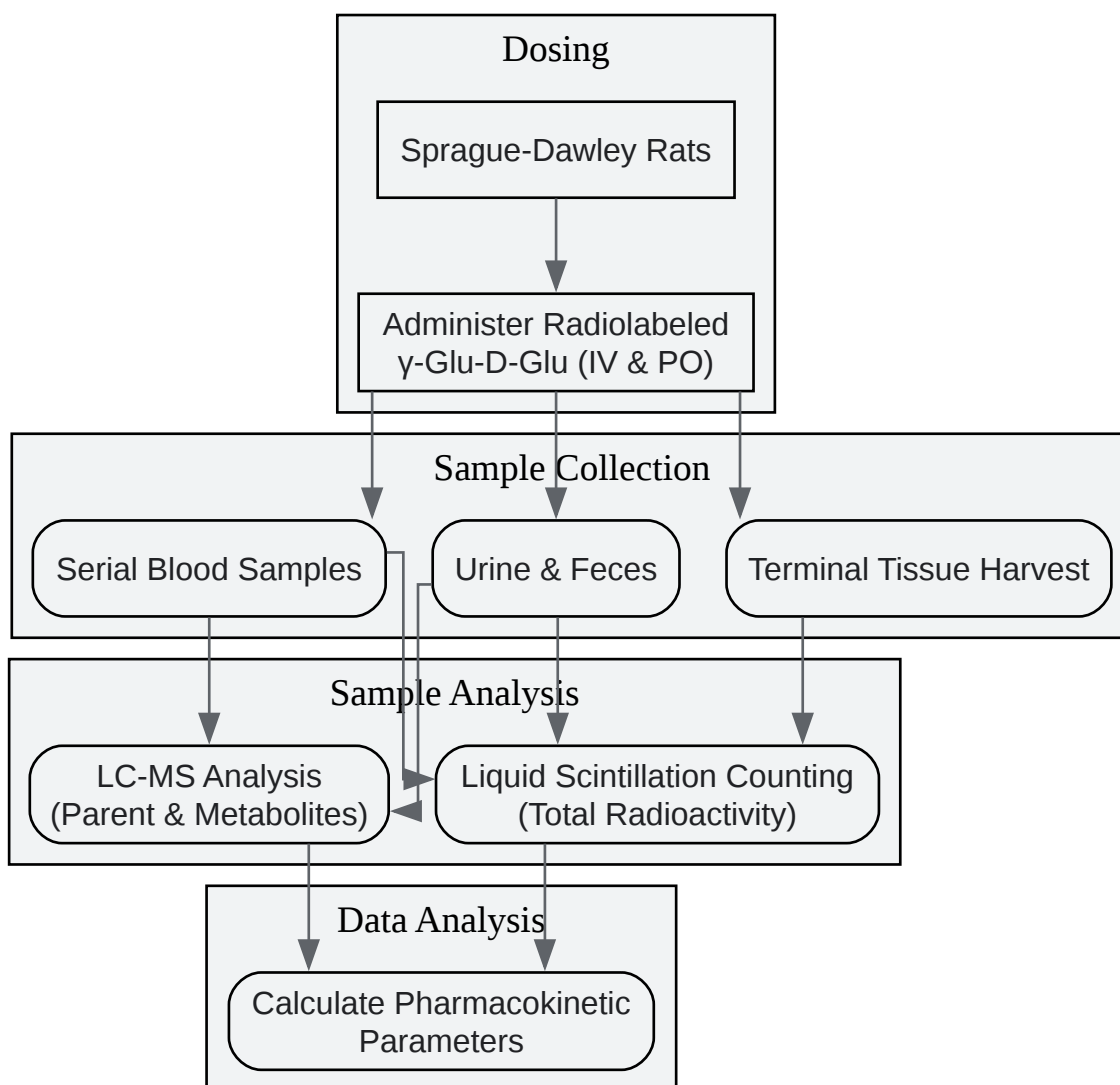 Dosing
Sprague-Dawley Rats
Administer Radiolabeled
γ-Glu-D-Glu (IV & PO)
Sample Collection
Serial Blood Samples
Urine & Feces
Terminal Tissue Harvest
Sample Analysis
LC-MS Analysis
(Parent & Metabolites)
Liquid Scintillation Counting
(Total Radioactivity)
Data Analysis
Calculate Pharmacokinetic
Parameters